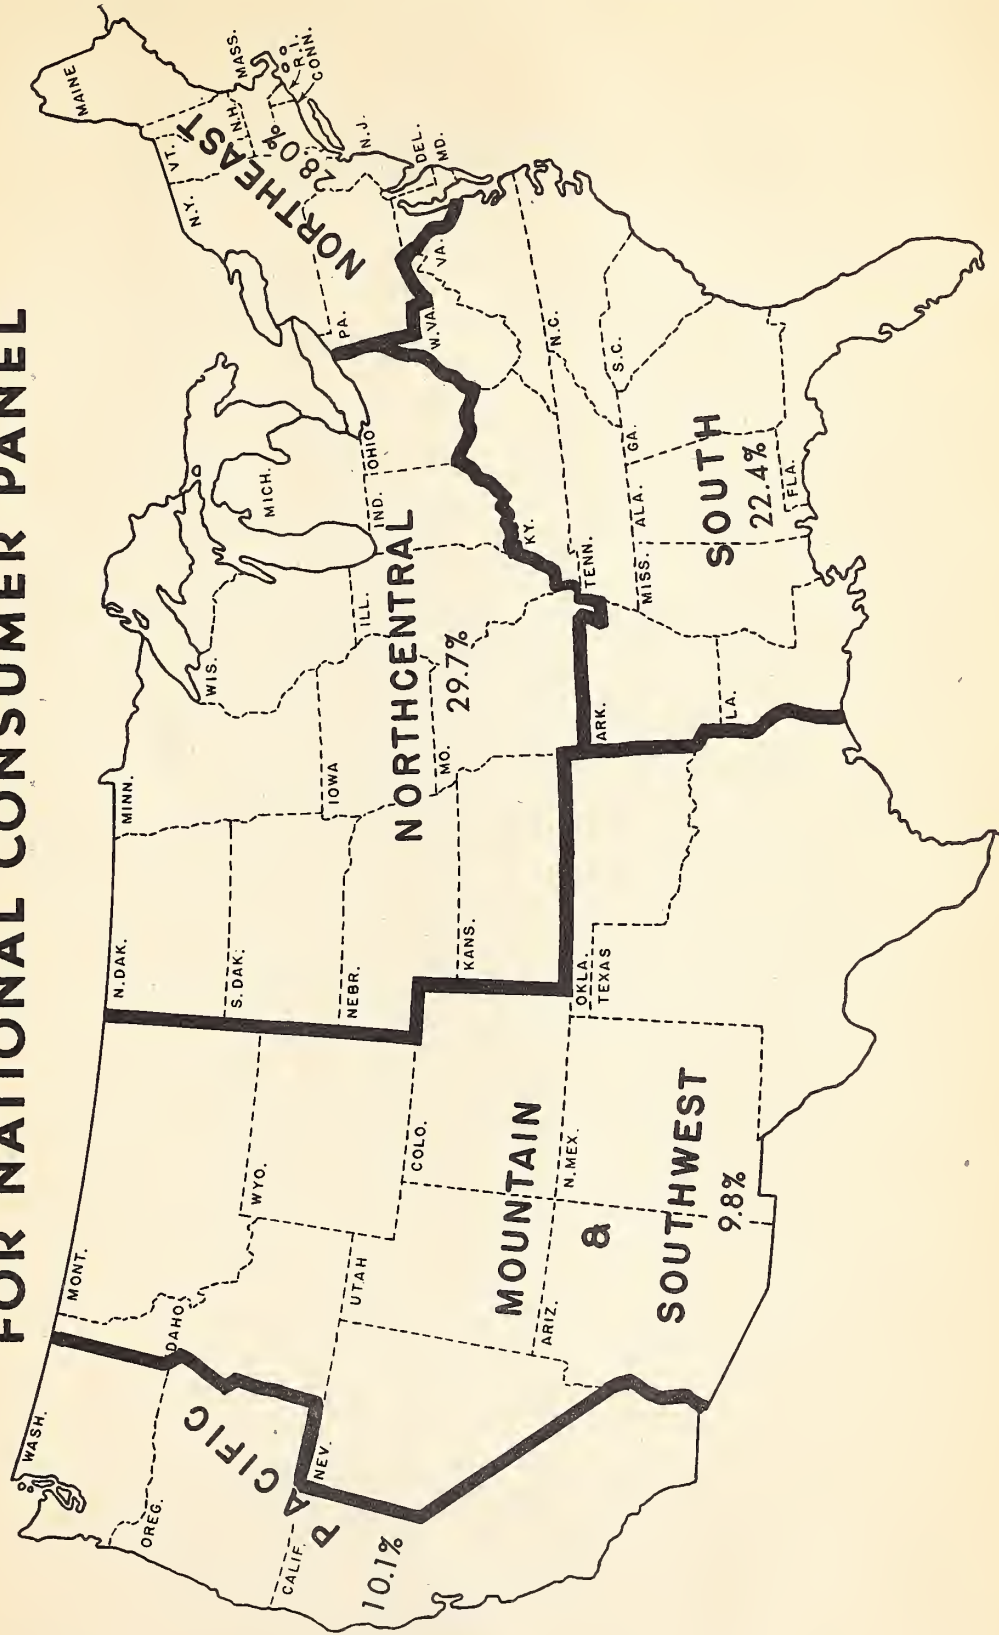 FOR NATIONAL CONSUMER PANEL
WASH.
OREG.
CALIF.
NEV.
IDAHO
MONT.
WYO.
UTAH
COLO.
ARIZ.
N.MEX.
N.DAK.
S.DAK.
NEBR.
KANS.
OKLA.
TEXAS
MINN.
IOWA
MO.
ARK.
LA.
WIS.
ILL.
MICH.
IND.
OHIO
KY.
TENN.
MISS.
ALA.
GA.
FLA.
S.C.
N.C.
VA.
W.VA.
PA.
N.Y.
VT.
N.H.
MAINE
MASS.
R.I.
CONN.
N.J.
DEL.
MD.
PACIFIC
10.1%
MOUNTAIN
&
SOUTHWEST
9.8%
NORTHCENTRAL
29.7%
SOUTH
22.4%
NORTHEAST
28.0%